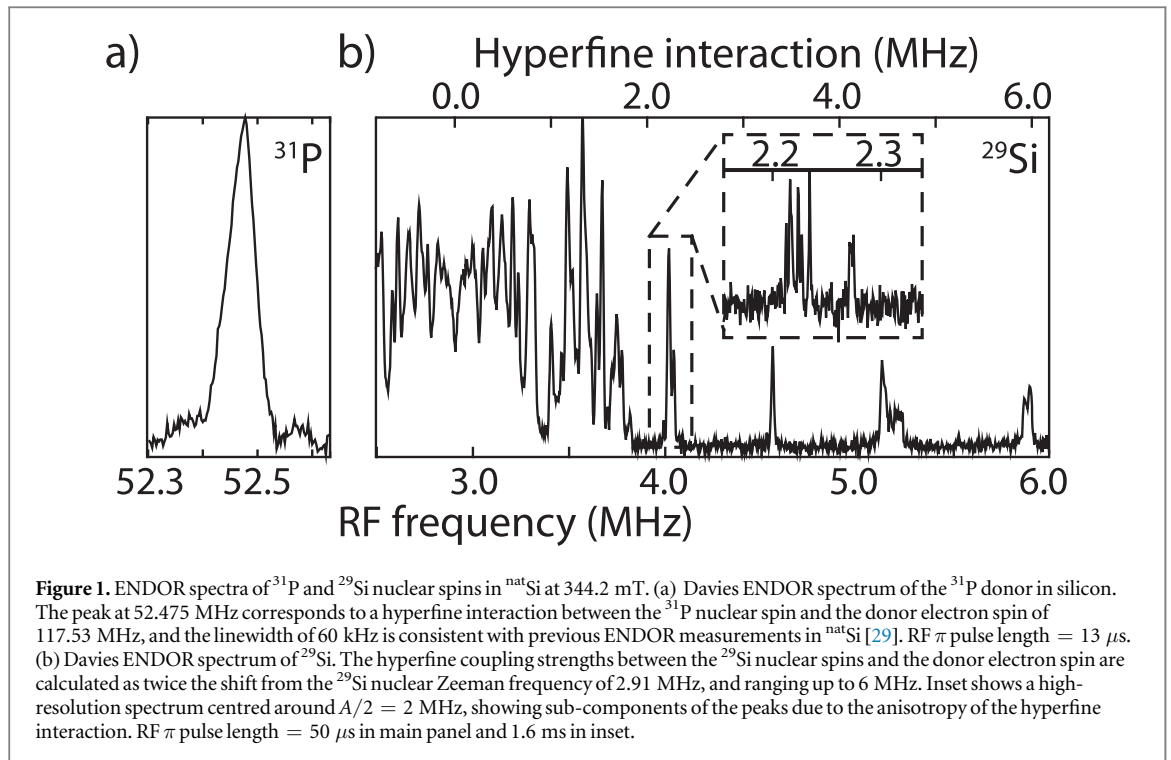 a)
b)
Hyperfine interaction (MHz)
0.0 2.0 4.0 6.0
³¹P
2.2 2.3
²⁹Si
52.3 52.5
3.0 4.0 5.0 6.0
RF frequency (MHz)
Figure 1. ENDOR spectra of ³¹P and ²⁹Si nuclear spins in ⁿᵃᵗSi at 344.2 mT. (a) Davies ENDOR spectrum of the ³¹P donor in silicon.
The peak at 52.475 MHz corresponds to a hyperfine interaction between the ³¹P nuclear spin and the donor electron spin of
117.53 MHz, and the linewidth of 60 kHz is consistent with previous ENDOR measurements in ⁿᵃᵗSi [29]. RF π pulse length = 13 μs.
(b) Davies ENDOR spectrum of ²⁹Si. The hyperfine coupling strengths between the ²⁹Si nuclear spins and the donor electron spin are
calculated as twice the shift from the ²⁹Si nuclear Zeeman frequency of 2.91 MHz, and ranging up to 6 MHz. Inset shows a high-
resolution spectrum centred around A/2 = 2 MHz, showing sub-components of the peaks due to the anisotropy of the hyperfine
interaction. RF π pulse length = 50 μs in main panel and 1.6 ms in inset.